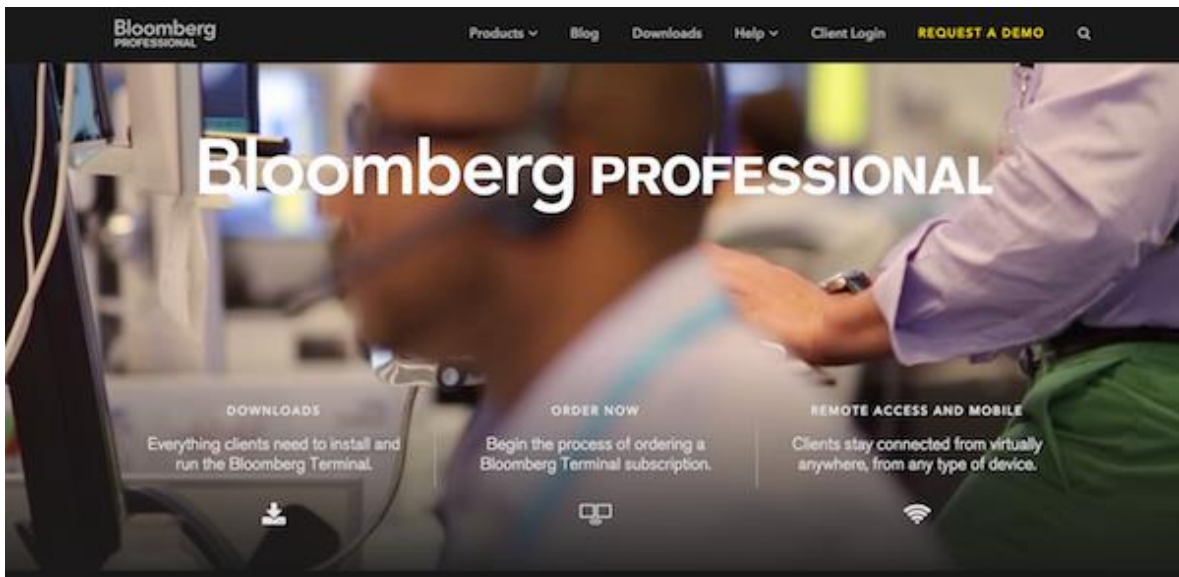 Bloomberg
PROFESSIONAL
Products Blog Downloads Help Client Login REQUEST A DEMO
Bloomberg PROFESSIONAL
DOWNLOADS
Everything clients need to install and
run the Bloomberg Terminal.
ORDER NOW
Begin the process of ordering a
Bloomberg Terminal subscription.
REMOTE ACCESS AND MOBILE
Clients stay connected from virtually
anywhere, from any type of device.